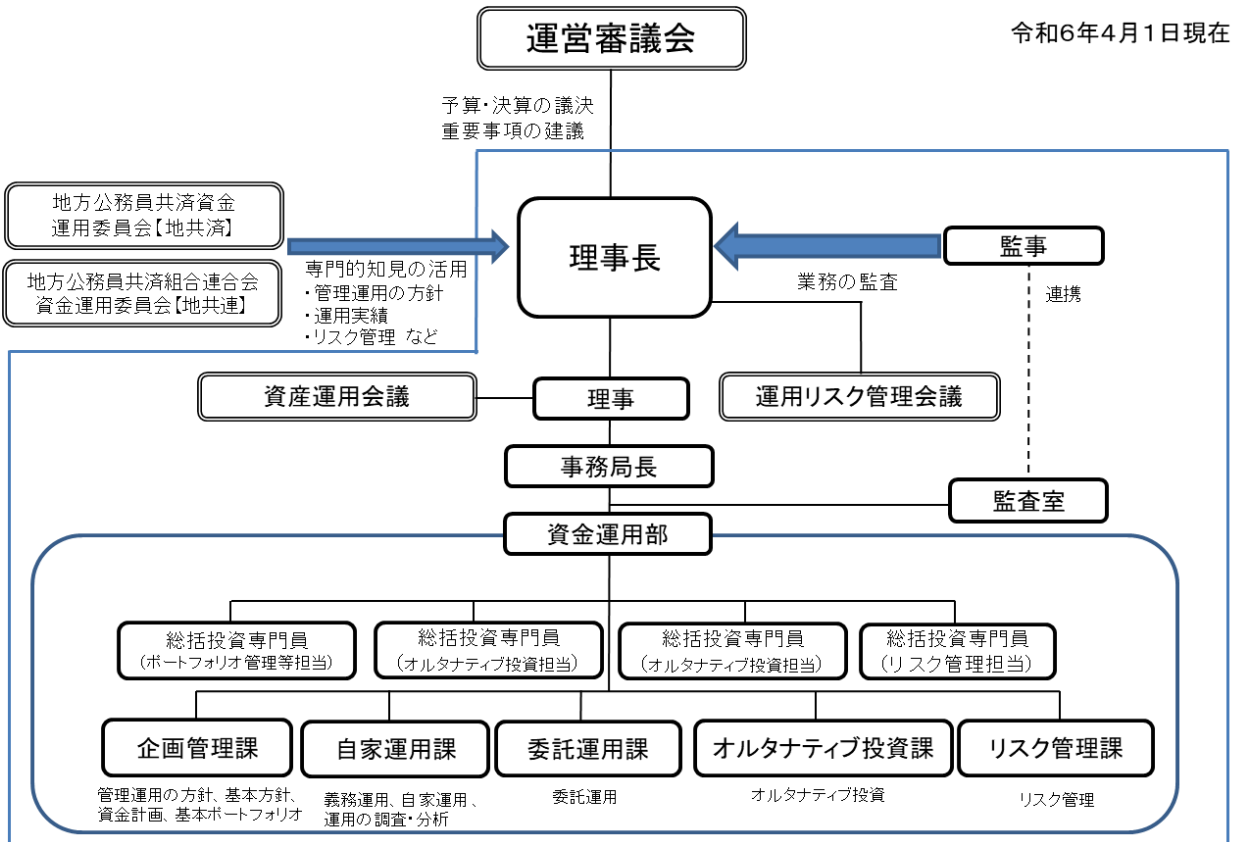 運営審議会
令和6年4月1日現在
予算・決算の議決
重要事項の建議
地方公務員共済資金
運用委員会【地共済】
地方公務員共済組合連合会
資金運用委員会【地共連】
専門的知見の活用
・管理運用の方針
・運用実績
・リスク管理 など
理事長
業務の監査
監事
連携
資産運用会議
理事
運用リスク管理会議
事務局長
監査室
資金運用部
総括投資専門員
(ポートフォリオ管理等担当)
総括投資専門員
(オルタナティブ投資担当)
総括投資専門員
(オルタナティブ投資担当)
総括投資専門員
(リスク管理担当)
企画管理課
自家運用課
委託運用課
オルタナティブ投資課
リスク管理課
管理運用の方針、基本方針、
資金計画、基本ポートフォリオ
義務運用、自家運用、
運用の調査・分析
委託運用
オルタナティブ投資
リスク管理